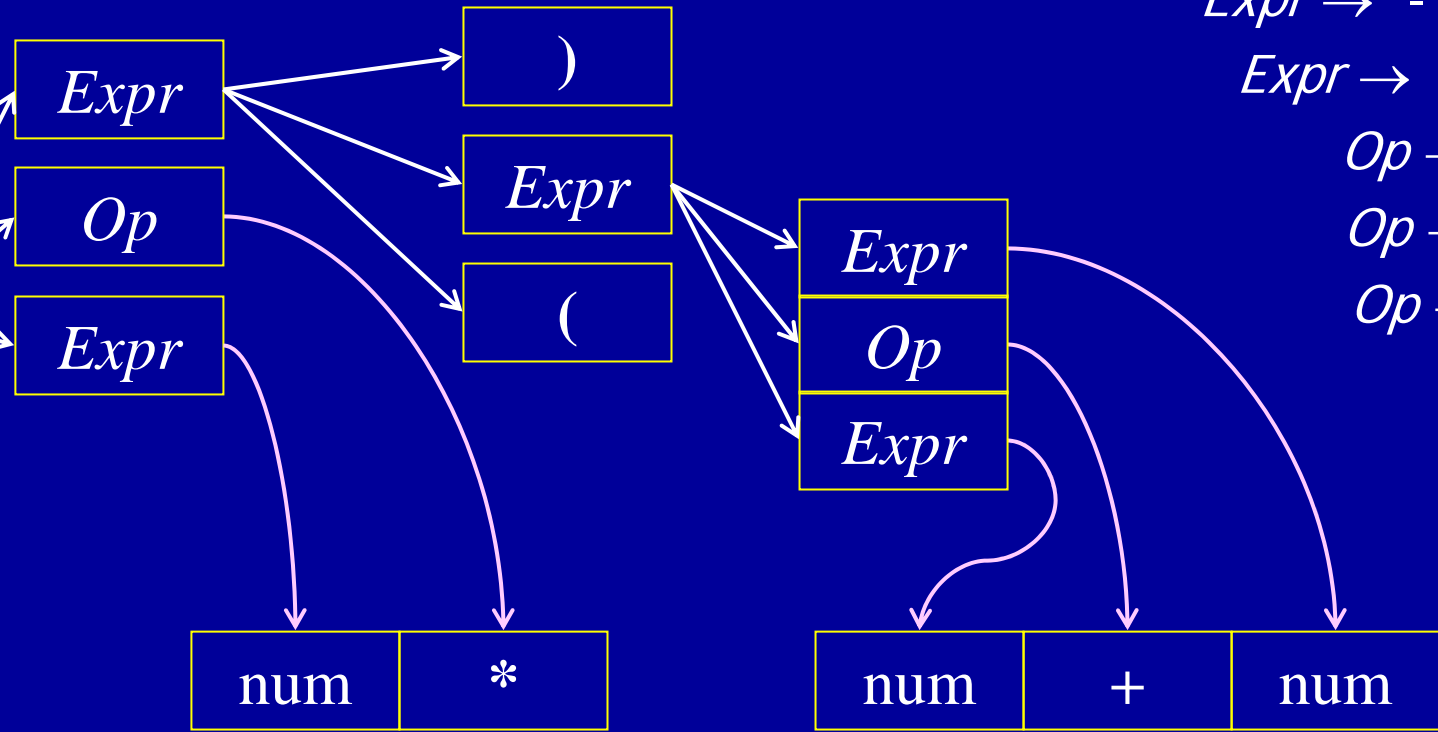 Expr → -
Expr →
Op
Op
Op
Expr
Op
Expr
)
Expr
(
Expr
Op
Expr
num * num + num